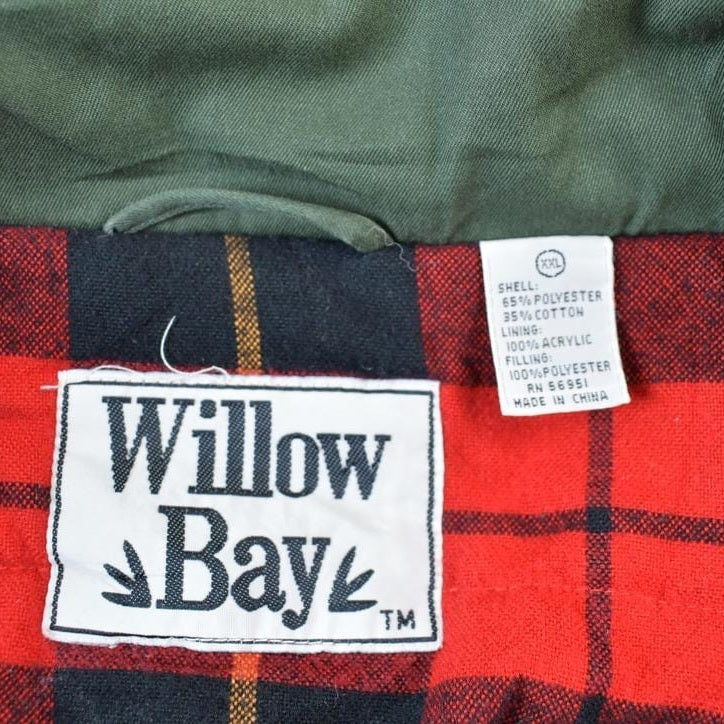 XXL
SHELL:
65% POLYESTER
35% COTTON
LINING:
100% ACRYLIC
FILLING:
100% POLYESTER
RN 56951
MADE IN CHINA
Willow
Bay
TM